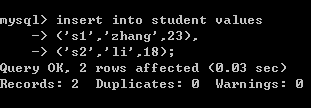 mysql> insert into student values
    -> ('s1','zhang',23),
    -> ('s2','li',18);
Query OK, 2 rows affected (0.03 sec)
Records: 2  Duplicates: 0  Warnings: 0